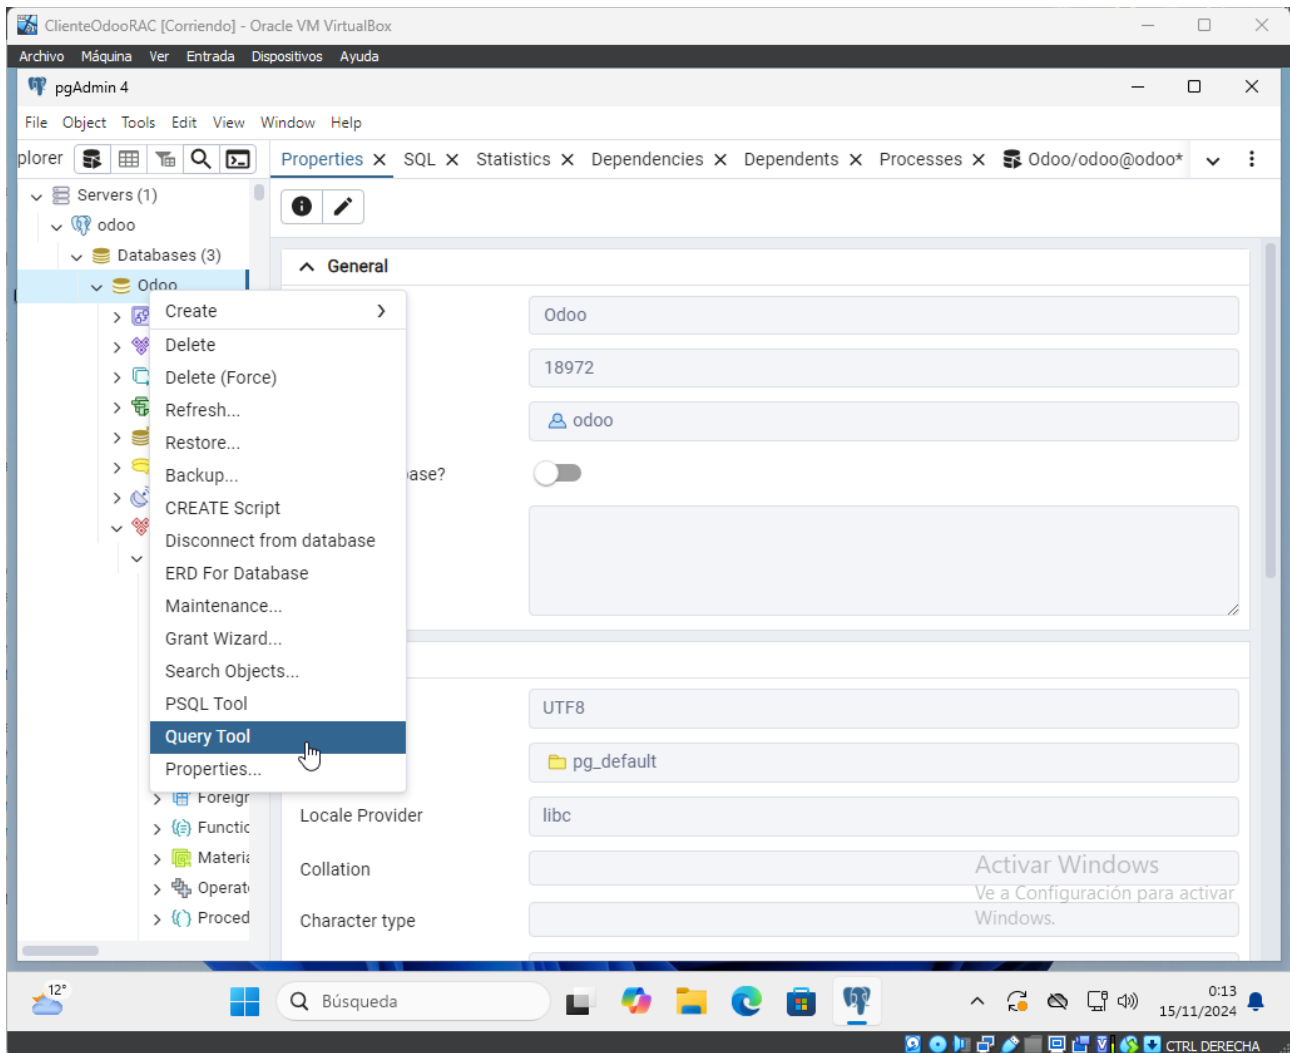 ClienteOdooRAC [Corriendo] - Oracle VM VirtualBox
Archivo Máquina Ver Entrada Dispositivos Ayuda
pgAdmin 4
File Object Tools Edit View Window Help
plorer Properties SQL Statistics Dependencies Dependents Processes Odoo/odoo@odoo*
Servers (1)
odoo
Databases (3)
General
Odoo
Create
Odoo
Delete
18972
Delete (Force)
Refresh...
odoo
Restore...
Backup...
ase?
CREATE Script
Disconnect from database
ERD For Database
Maintenance...
Grant Wizard...
Search Objects...
PSQL Tool
UTF8
Query Tool
pg_default
Properties...
Foreigr
Locale Provider
libc
Functic
Materia
Collation
Activar Windows
Operat
Ve a Configuración para activar
Windows.
Proced
Character type
12°
Búsqueda
0:13
15/11/2024
CTRL DERECHA